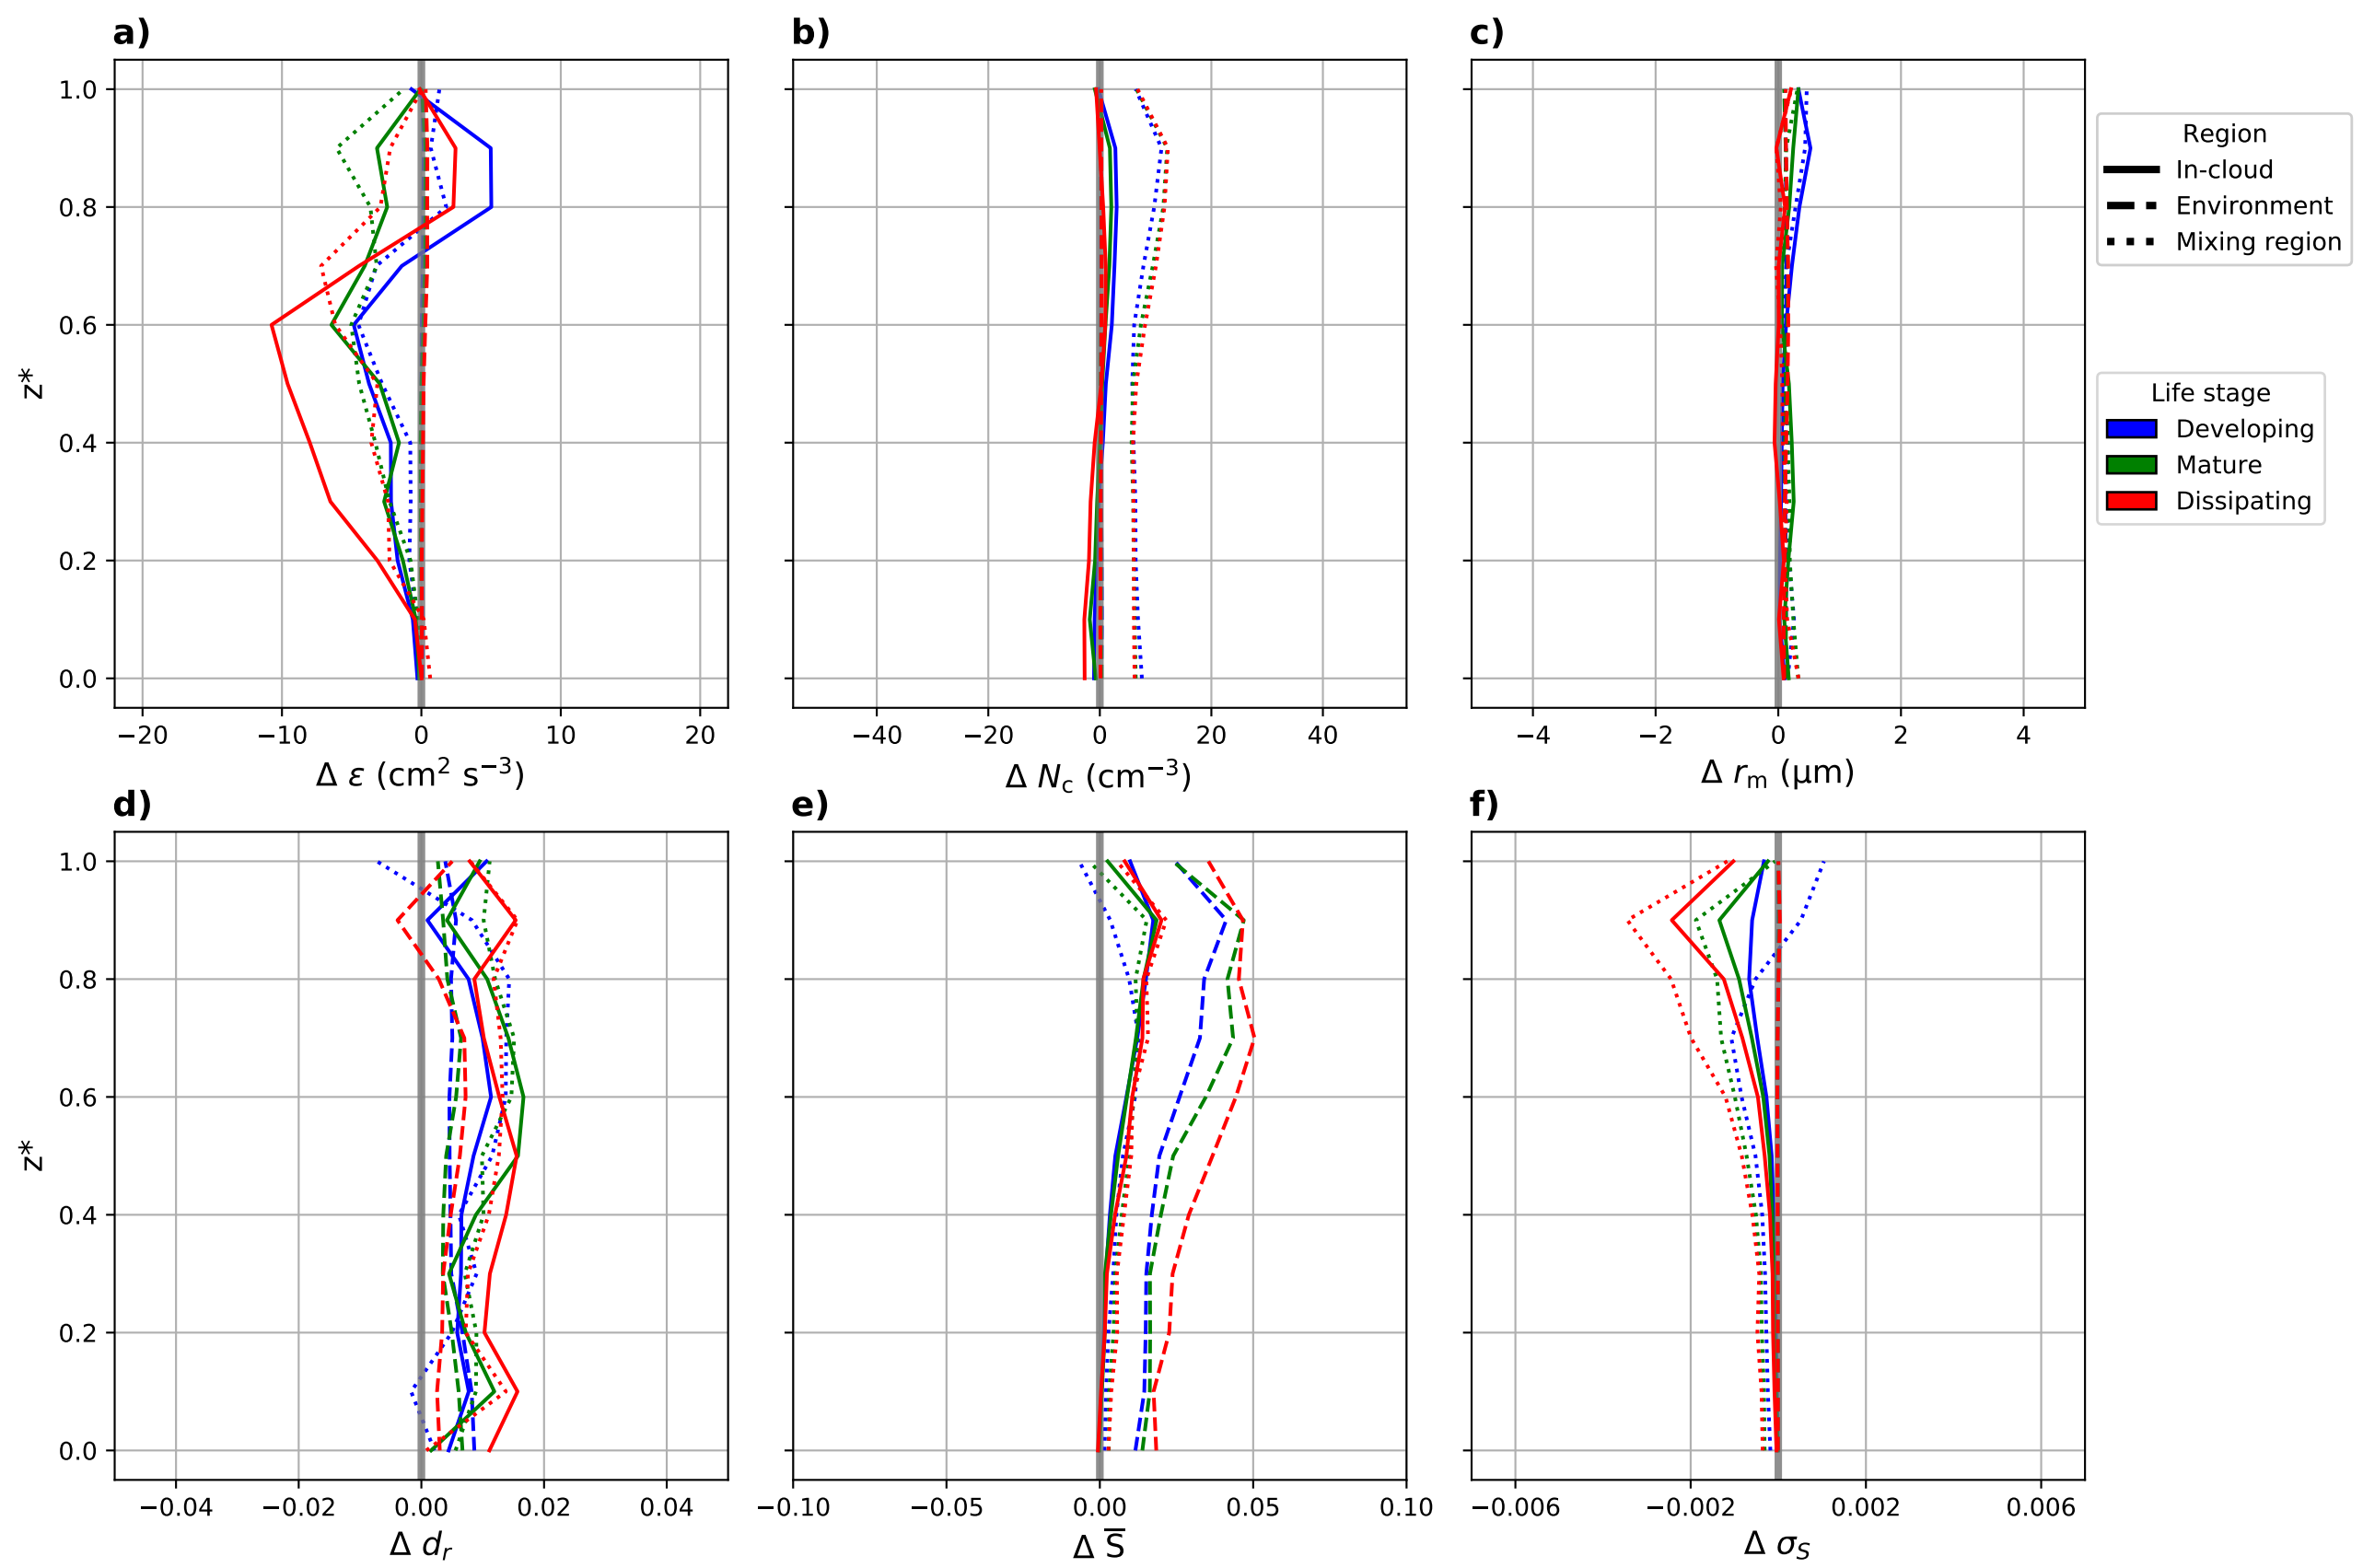 a)
b)
c)
1.0
0.8
0.6
0.4
0.2
0.0
z*
−20 −10 0 10 20
Δ ε (cm² s⁻³)
−40 −20 0 20 40
Δ N_c (cm⁻³)
−4 −2 0 2 4
Δ r_m (μm)
Region
In-cloud
Environment
Mixing region
Life stage
Developing
Mature
Dissipating
d)
e)
f)
1.0
0.8
0.6
0.4
0.2
0.0
z*
−0.04 −0.02 0.00 0.02 0.04
Δ d_r
−0.10 −0.05 0.00 0.05 0.10
Δ S̅
−0.006 −0.002 0.002 0.006
Δ σ_S